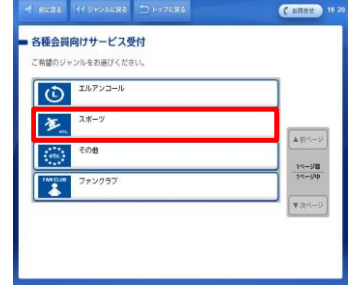 前に戻る ジャンルに戻る トップに戻る お問合せ 18:20
各種会員向けサービス受付
ご希望のジャンルをお選びください。
エルアンコール
etc. スポーツ
etc. その他
FAN CLUB ファンクラブ
▲前ページ
1ページ目
1ページ中
▼次ページ